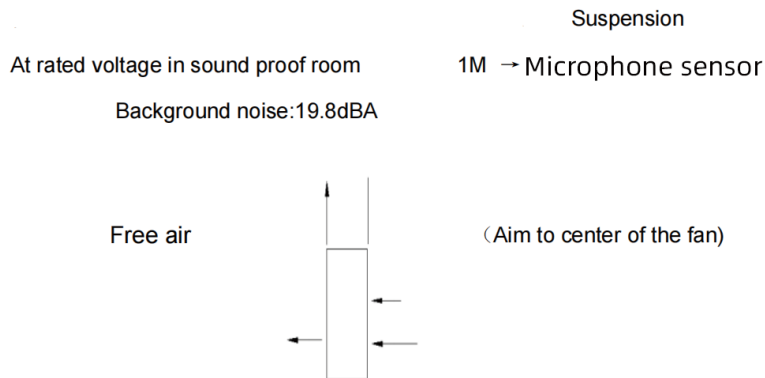 Suspension
At rated voltage in sound proof room 1M → Microphone sensor
Background noise:19.8dBA
Free air （Aim to center of the fan)